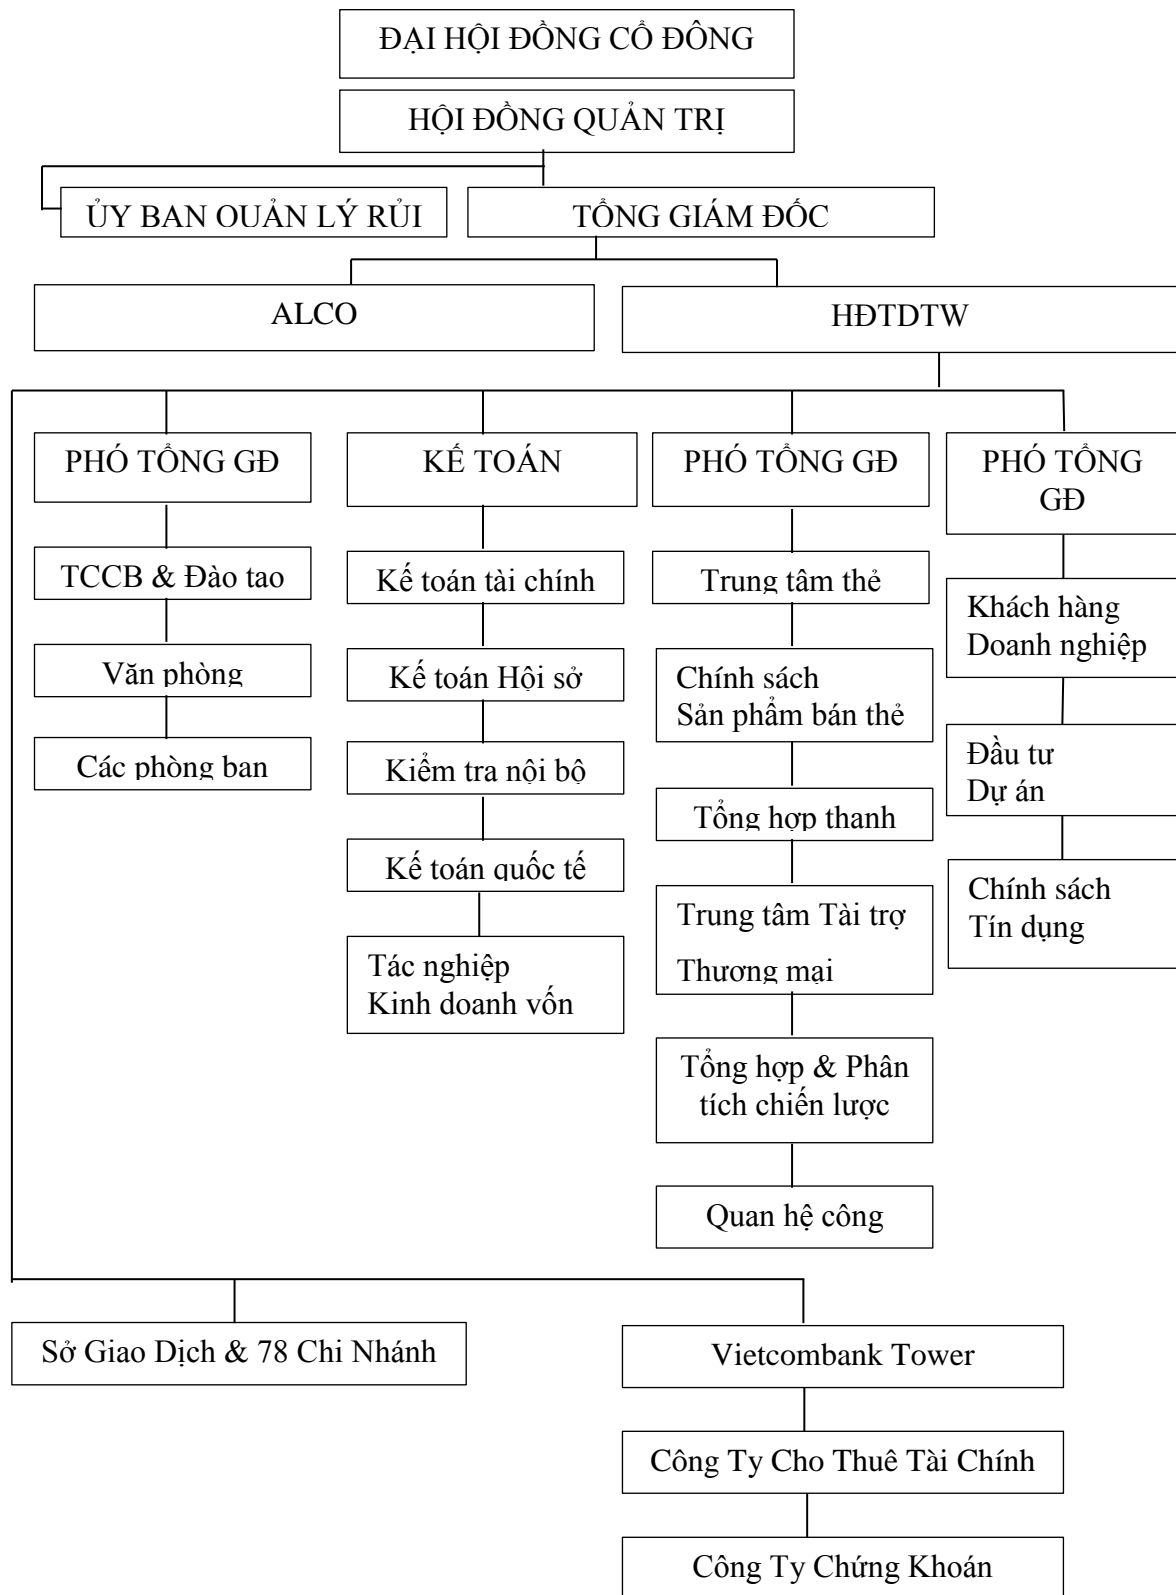 ĐẠI HỘI ĐỒNG CỔ ĐÔNG
HỘI ĐỒNG QUẢN TRỊ
ỦY BAN QUẢN LÝ RỦI
TỔNG GIÁM ĐỐC
ALCO
HĐTDTW
PHÓ TỔNG GĐ
TCCB & Đào tao
Văn phòng
Các phòng ban
KẾ TOÁN
Kế toán tài chính
Kế toán Hội sở
Kiểm tra nội bộ
Kế toán quốc tế
Tác nghiệp
Kinh doanh vốn
PHÓ TỔNG GĐ
Trung tâm thẻ
Chính sách
Sản phẩm bán thẻ
Tổng hợp thanh
Trung tâm Tài trợ
Thương mại
Tổng hợp & Phân
tích chiến lược
Quan hệ công
PHÓ TỔNG
GĐ
Khách hàng
Doanh nghiệp
Đầu tư
Dự án
Chính sách
Tín dụng
Sở Giao Dịch & 78 Chi Nhánh
Vietcombank Tower
Công Ty Cho Thuê Tài Chính
Công Ty Chứng Khoán